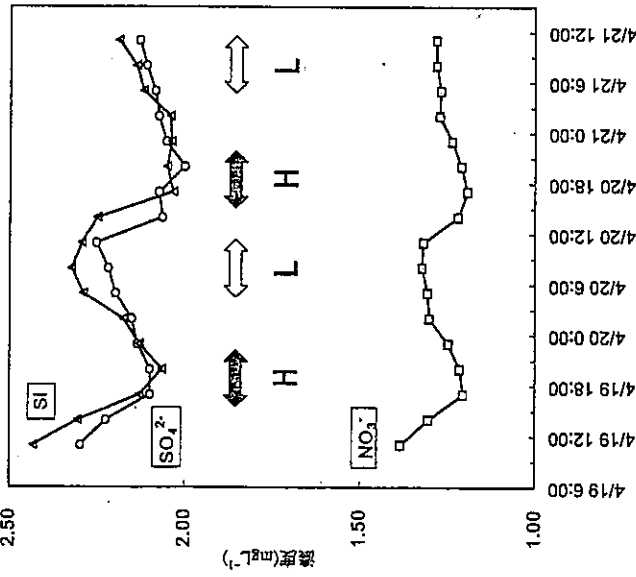 2.50
2.00
1.50
1.00
濃度(mgL⁻¹)
Si
SO₄²⁻
NO₃⁻
H
L
H
L
4/19 6:00
4/19 12:00
4/19 18:00
4/20 0:00
4/20 6:00
4/20 12:00
4/20 18:00
4/21 0:00
4/21 6:00
4/21 12:00